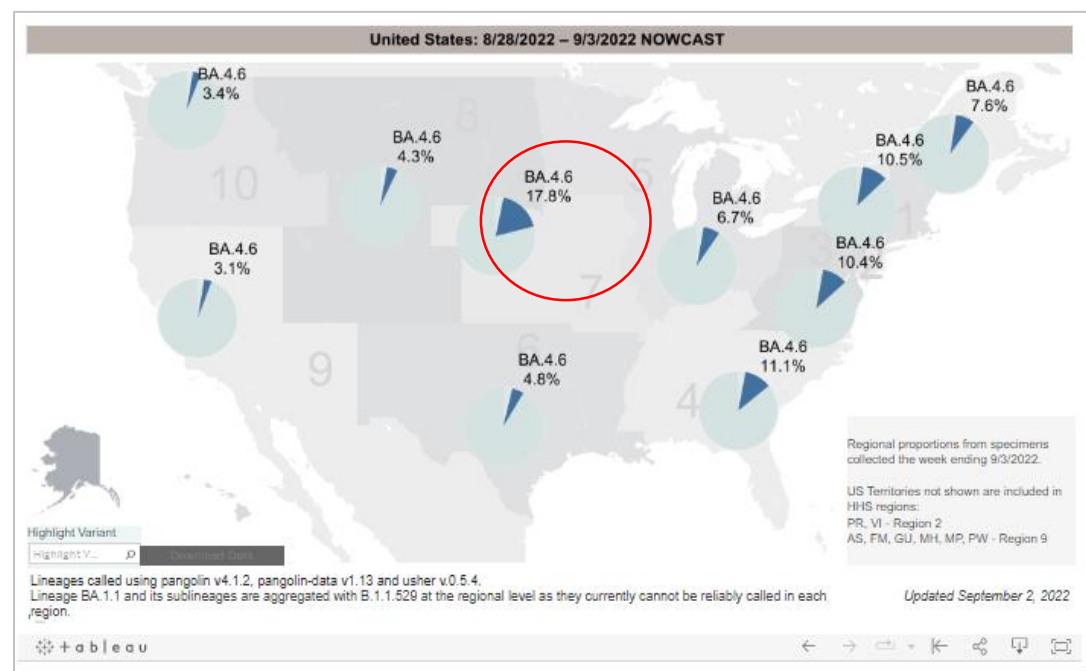 United States: 8/28/2022 – 9/3/2022 NOWCAST
BA.4.6
3.4%
BA.4.6
7.6%
8
BA.4.6
4.3%
BA.4.6
10.5%
10
BA.4.6
17.8%
5
BA.4.6
6.7%
1
BA.4.6
3.1%
3
2
BA.4.6
10.4%
7
9
6
BA.4.6
4.8%
BA.4.6
11.1%
4
Regional proportions from specimens
collected the week ending 9/3/2022.
US Territories not shown are included in
HHS regions:
PR, VI - Region 2
AS, FM, GU, MH, MP, PW - Region 9
Highlight Variant
Highlight V...
Download Data
Lineages called using pangolin v4.1.2, pangolin-data v1.13 and usher v.0.5.4.
Lineage BA.1.1 and its sublineages are aggregated with B.1.1.529 at the regional level as they currently cannot be reliably called in each
region.
Updated September 2, 2022
+ a b l e a u